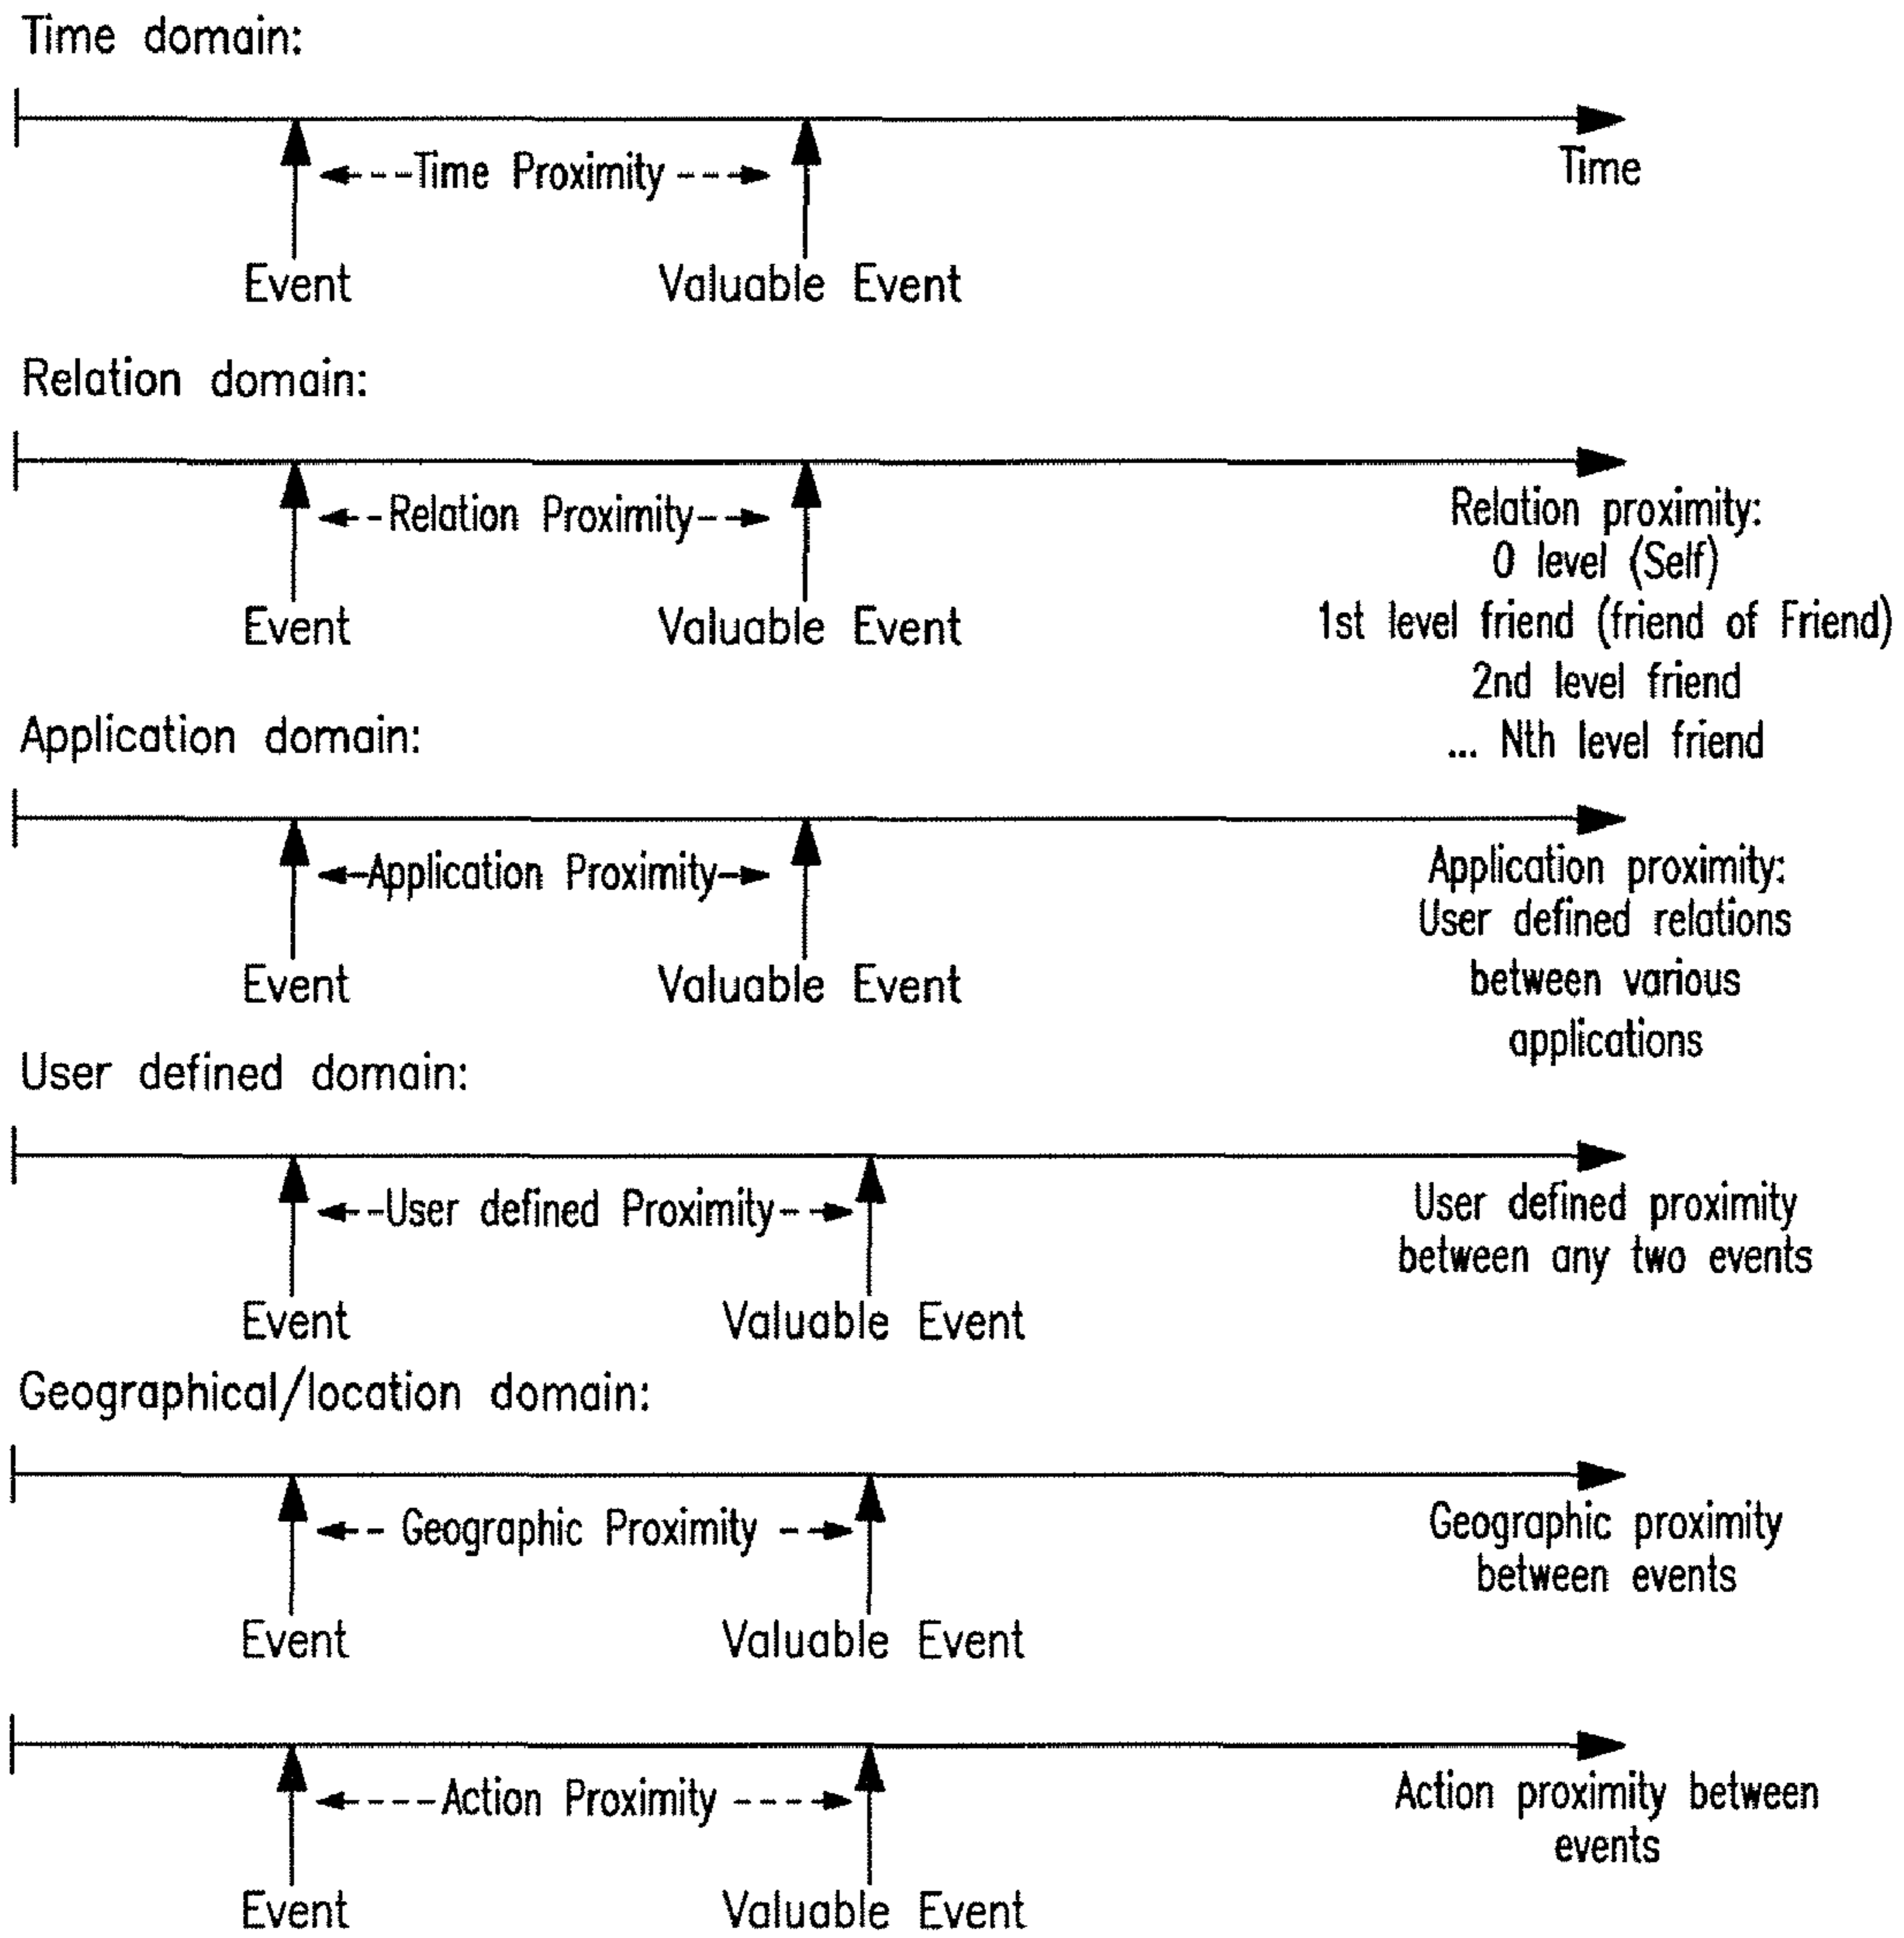 Time domain:
Time Proximity
Time
Event
Valuable Event
Relation domain:
Relation Proximity
Relation proximity:
0 level (Self)
Event
Valuable Event
1st level friend (friend of Friend)
2nd level friend
... Nth level friend
Application domain:
Application Proximity
Application proximity:
User defined relations
Event
Valuable Event
between various
applications
User defined domain:
User defined Proximity
User defined proximity
between any two events
Event
Valuable Event
Geographical/location domain:
Geographic Proximity
Geographic proximity
between events
Event
Valuable Event
Action Proximity
Action proximity between
events
Event
Valuable Event